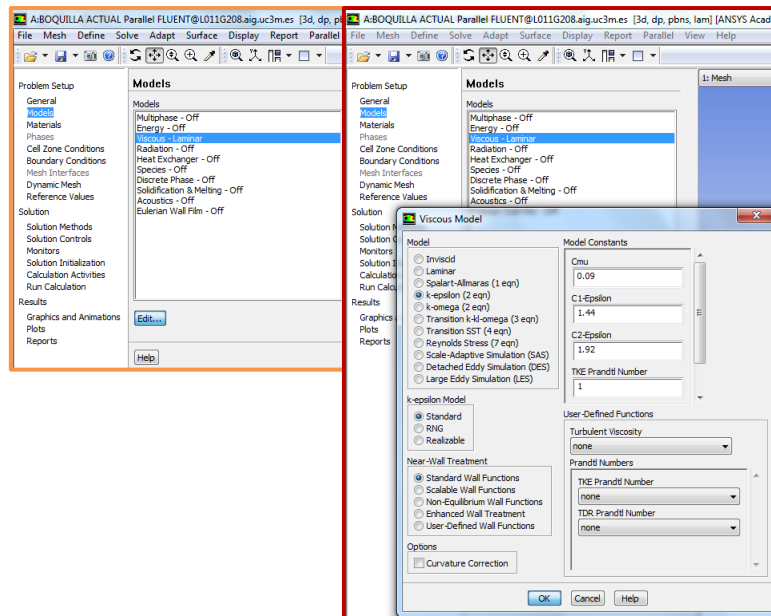 A:BOQUILLA ACTUAL Parallel FLUENT@L011G208.aig.uc3m.es [3d, dp, pb
File Mesh Define Solve Adapt Surface Display Report Parallel
Problem Setup
General
Models
Materials
Phases
Cell Zone Conditions
Boundary Conditions
Mesh Interfaces
Dynamic Mesh
Reference Values
Solution
Solution Methods
Solution Controls
Monitors
Solution Initialization
Calculation Activities
Run Calculation
Results
Graphics and Animations
Plots
Reports
Models
Models
Multiphase - Off
Energy - Off
Viscous - Laminar
Radiation - Off
Heat Exchanger - Off
Species - Off
Discrete Phase - Off
Solidification & Melting - Off
Acoustics - Off
Eulerian Wall Film - Off
Edit...
Help
A:BOQUILLA ACTUAL Parallel FLUENT@L011G208.aig.uc3m.es [3d, dp, pbns, lam] [ANSYS Acad
File Mesh Define Solve Adapt Surface Display Report Parallel View Help
Problem Setup
General
Models
Materials
Phases
Cell Zone Conditions
Boundary Conditions
Mesh Interfaces
Dynamic Mesh
Reference Values
Solution
Solution
Solution
Monitors
Solution I
Calculatio
Run Calcu
Results
Graphics
Plots
Reports
Models
Models
Multiphase - Off
Energy - Off
Viscous - Laminar
Radiation - Off
Heat Exchanger - Off
Species - Off
Discrete Phase - Off
Solidification & Melting - Off
Acoustics - Off
1: Mesh
Viscous Model
Model
Inviscid
Laminar
Spalart-Allmaras (1 eqn)
k-epsilon (2 eqn)
k-omega (2 eqn)
Transition k-kl-omega (3 eqn)
Transition SST (4 eqn)
Reynolds Stress (7 eqn)
Scale-Adaptive Simulation (SAS)
Detached Eddy Simulation (DES)
Large Eddy Simulation (LES)
k-epsilon Model
Standard
RNG
Realizable
Near-Wall Treatment
Standard Wall Functions
Scalable Wall Functions
Non-Equilibrium Wall Functions
Enhanced Wall Treatment
User-Defined Wall Functions
Options
Curvature Correction
Model Constants
Cmu
0.09
C1-Epsilon
1.44
C2-Epsilon
1.92
TKE Prandtl Number
1
User-Defined Functions
Turbulent Viscosity
none
Prandtl Numbers
TKE Prandtl Number
none
TDR Prandtl Number
none
OK Cancel Help